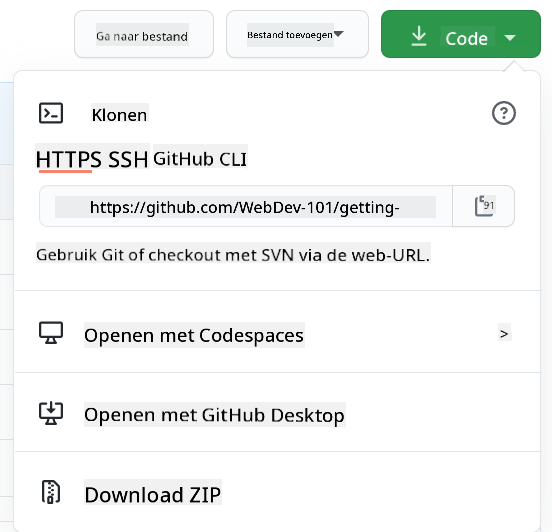 Ga naar bestand
Bestand toevoegen
Code
Klonen
?
HTTPS SSH GitHub CLI
https://github.com/WebDev-101/getting-
91
Gebruik Git of checkout met SVN via de web-URL.
Openen met Codespaces >
Openen met GitHub Desktop
Download ZIP